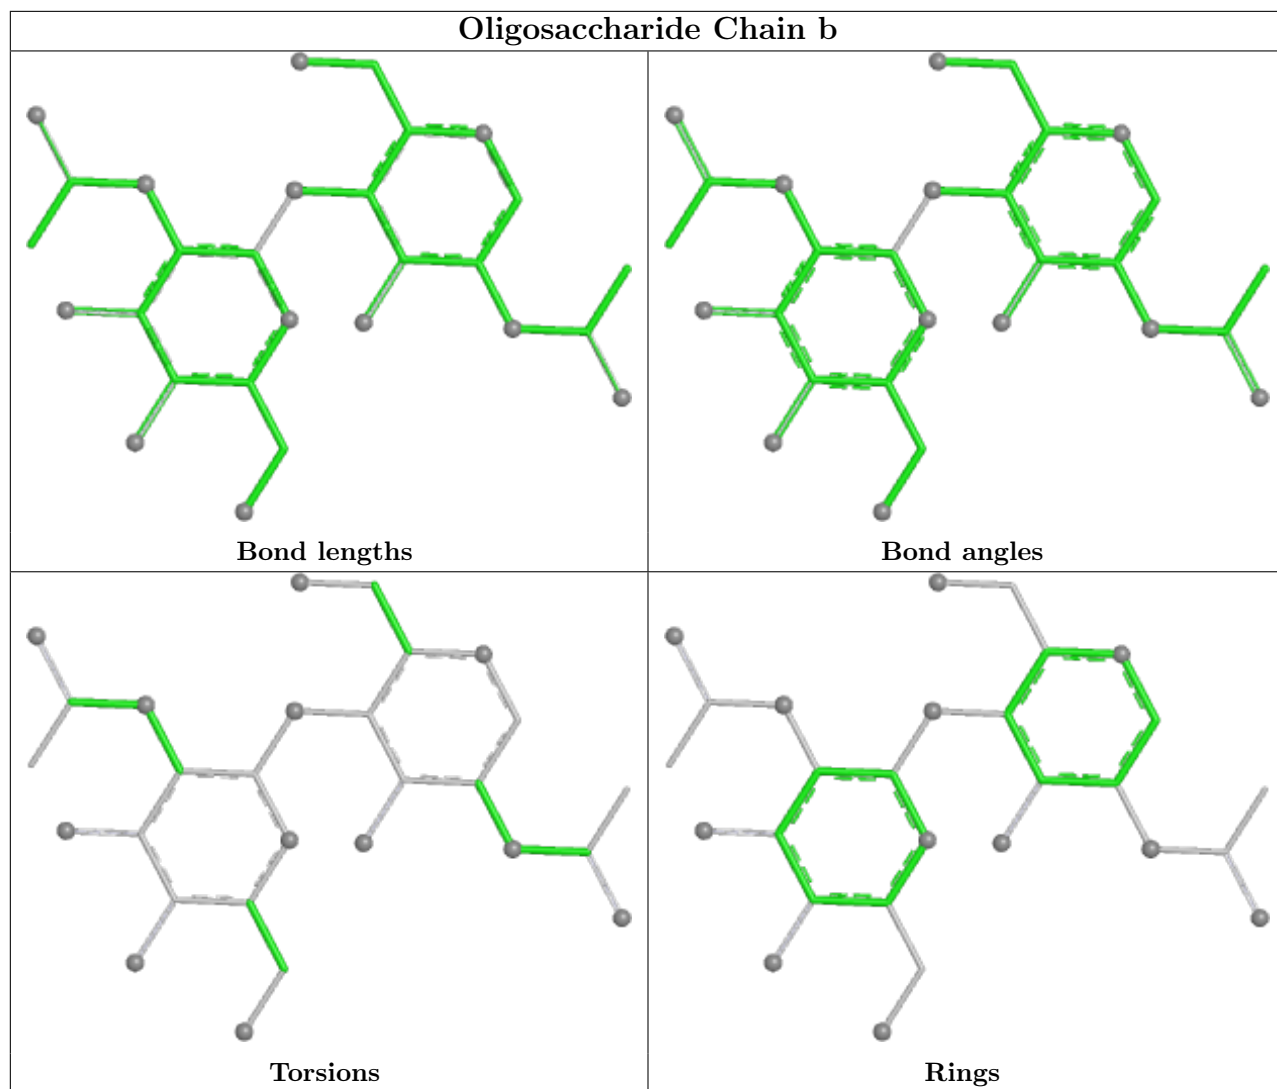 Oligosaccharide Chain b
Bond lengths
Bond angles
Torsions
Rings